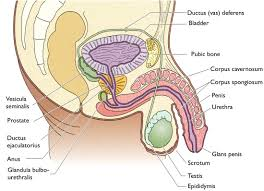 Ductus (vas) deferens
Bladder
Pubic bone
Corpus cavernosum
Corpus spongiosum
Penis
Urethra
Glans penis
Scrotum
Testis
Epididymis
Vesicula
seminalis
Prostate
Ductus
ejaculatorius
Anus
Glandula bulbo-
urethralis